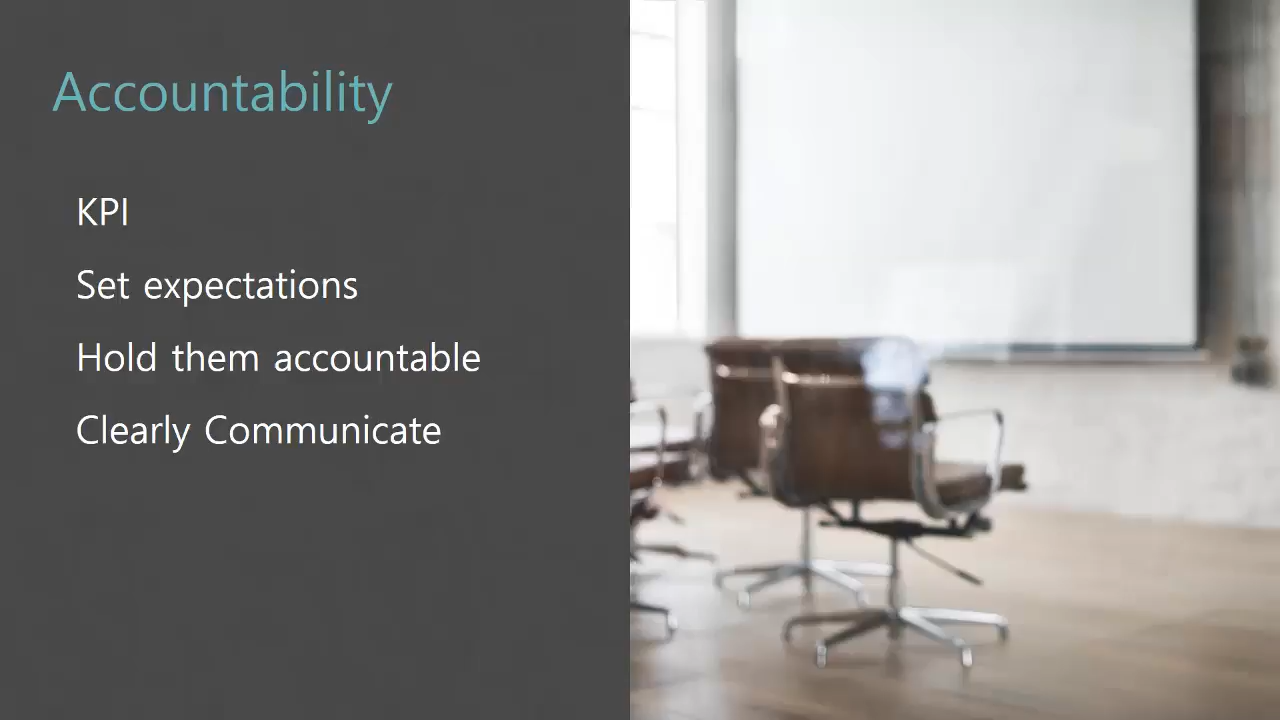 Accountability
KPI
Set expectations
Hold them accountable
Clearly Communicate